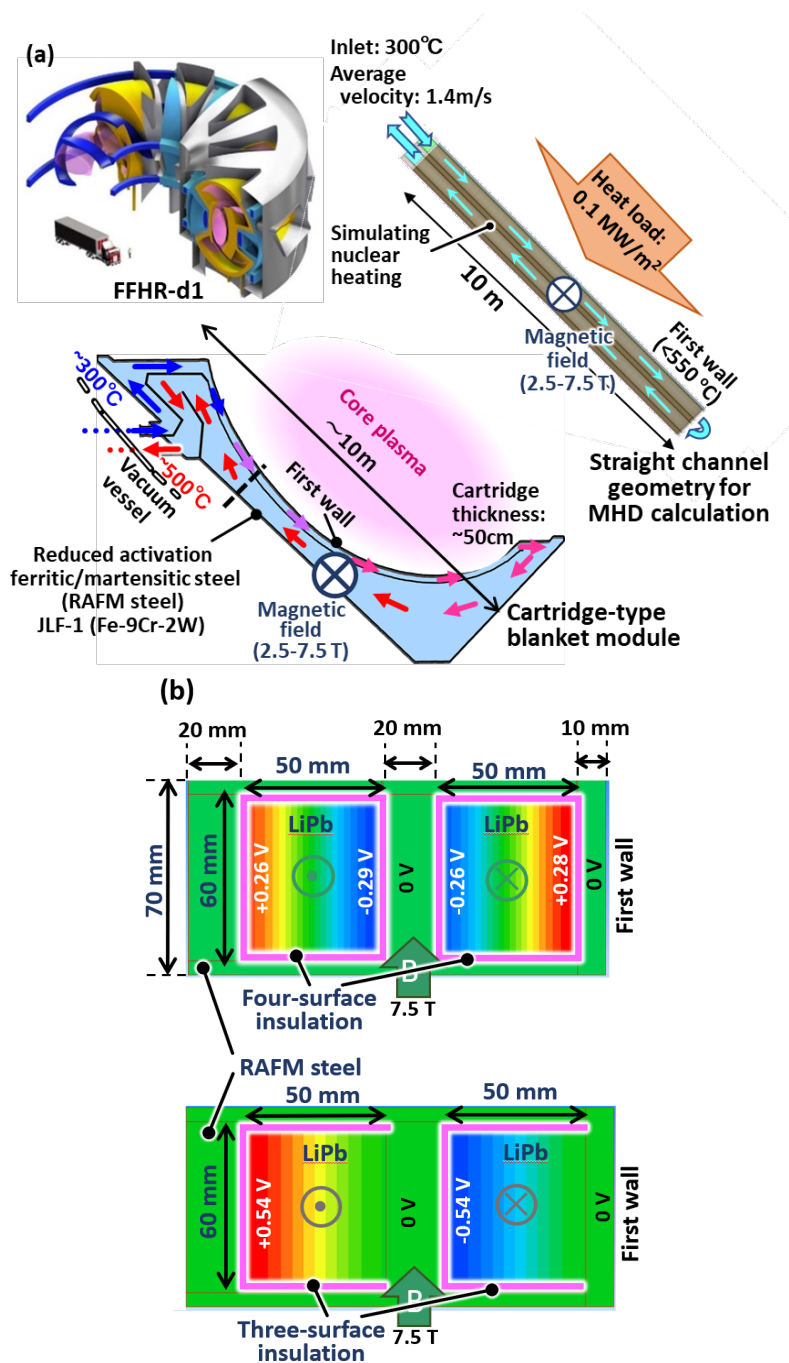 (a)
FFHR-d1
Inlet: 300℃
Average
velocity: 1.4m/s
Heat load:
0.1 MW/m²
Simulating
nuclear
heating
10 m
Magnetic
field
(2.5-7.5 T)
First wall
(<550 ℃)
Straight channel
geometry for
MHD calculation
~300℃
~500℃
Vacuum
vessel
Core plasma
～10m
First wall
Cartridge
thickness:
~50cm
Reduced activation
ferritic/martensitic steel
(RAFM steel)
JLF-1 (Fe-9Cr-2W)
Magnetic
field
(2.5-7.5 T)
Cartridge-type
blanket module
(b)
20 mm
20 mm
10 mm
50 mm
50 mm
70 mm
60 mm
LiPb
LiPb
+0.26 V
-0.29 V
0 V
-0.26 V
+0.28 V
0 V
First wall
B
7.5 T
Four-surface
insulation
RAFM steel
50 mm
50 mm
60 mm
LiPb
LiPb
+0.54 V
0 V
-0.54 V
0 V
First wall
B
7.5 T
Three-surface
insulation